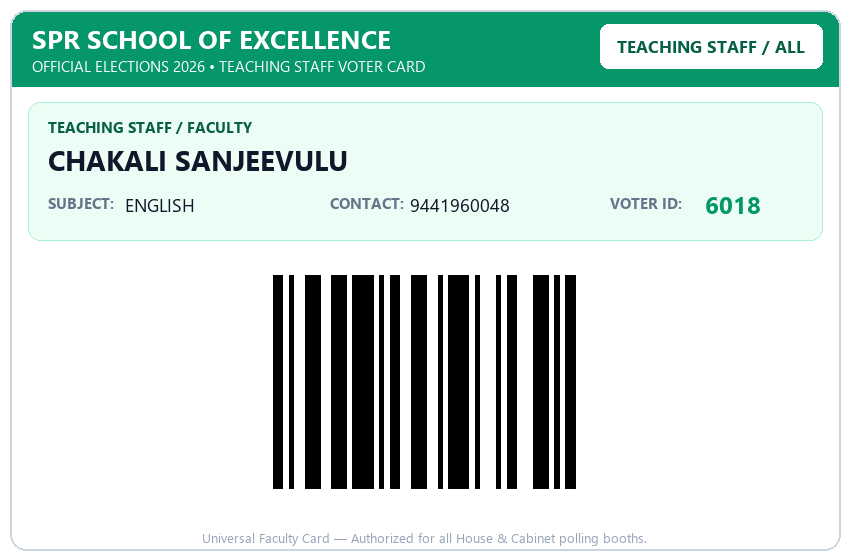 SPR SCHOOL OF EXCELLENCE
OFFICIAL ELECTIONS 2026 • TEACHING STAFF VOTER CARD
TEACHING STAFF / ALL
TEACHING STAFF / FACULTY
CHAKALI SANJEEVULU
SUBJECT: ENGLISH CONTACT: 9441960048 VOTER ID: 6018
Universal Faculty Card — Authorized for all House & Cabinet polling booths.